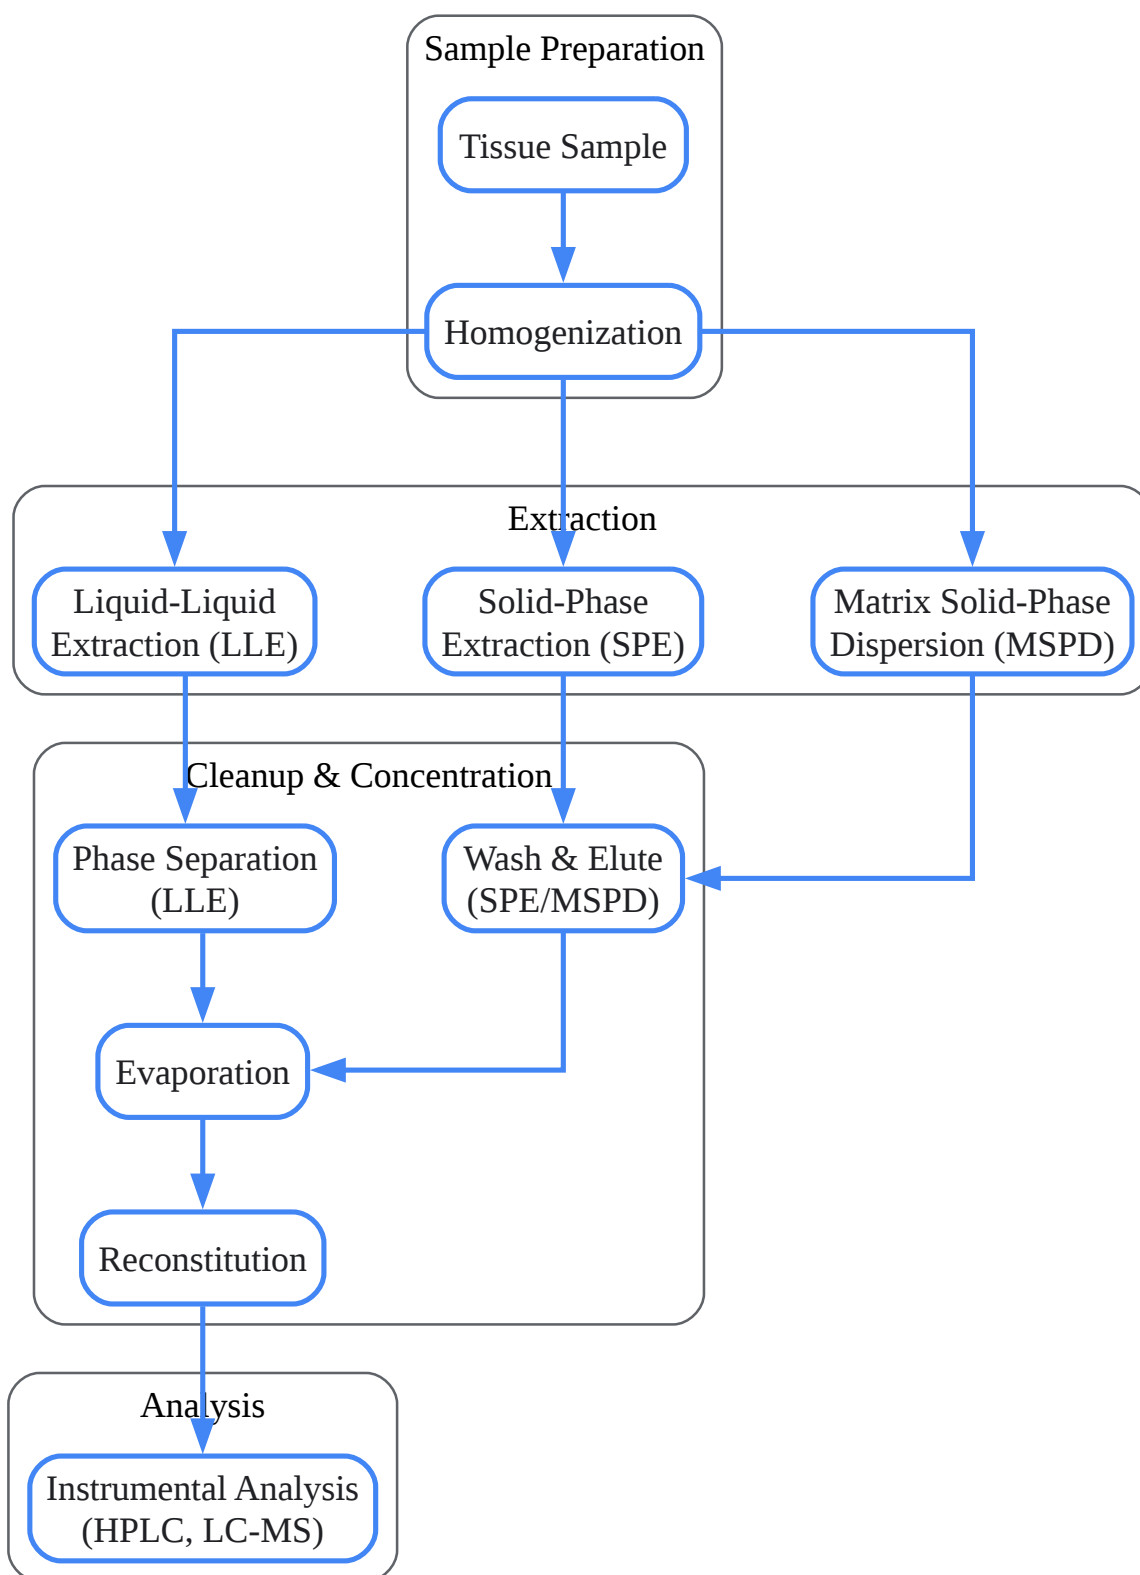 Sample Preparation
Tissue Sample
Homogenization
Extraction
Liquid-Liquid
Extraction (LLE)
Solid-Phase
Extraction (SPE)
Matrix Solid-Phase
Dispersion (MSPD)
Cleanup & Concentration
Phase Separation
(LLE)
Wash & Elute
(SPE/MSPD)
Evaporation
Reconstitution
Analysis
Instrumental Analysis
(HPLC, LC-MS)